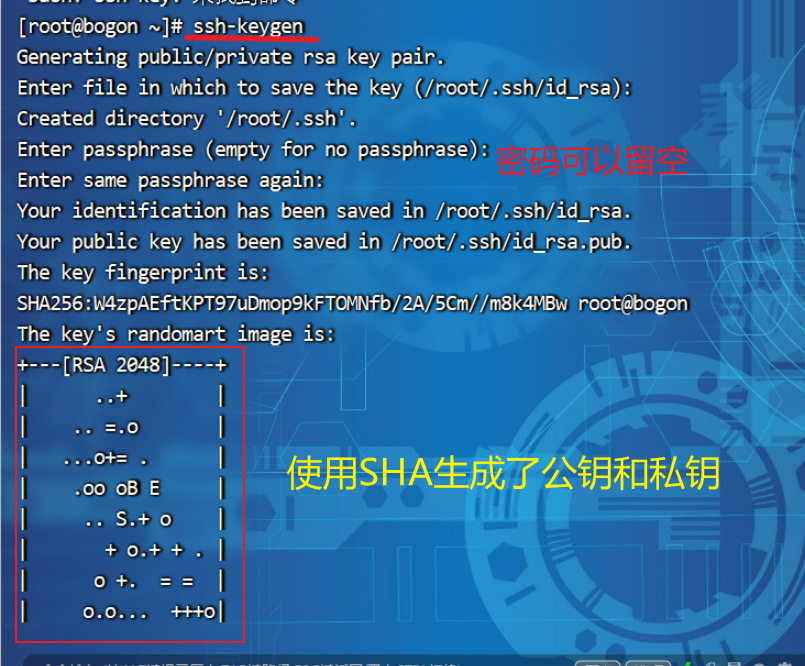 [root@bogon ~]# ssh-keygen
Generating public/private rsa key pair.
Enter file in which to save the key (/root/.ssh/id_rsa):
Created directory '/root/.ssh'.
Enter passphrase (empty for no passphrase): 密码可以留空
Enter same passphrase again:
Your identification has been saved in /root/.ssh/id_rsa.
Your public key has been saved in /root/.ssh/id_rsa.pub.
The key fingerprint is:
SHA256:W4zpAEftKPT97uDmop9kFTOMNfb/2A/5Cm//m8k4MBw root@bogon
The key's randomart image is:
+---[RSA 2048]----+
|       ..+       |
|     .. =.o      |
|    ...o+= .     |
|     .oo oB E    |
|      .. S.+ o   |
|        + o.+ + .|
|       o +.  = = |
|      o.o...  +++o|
使用SHA生成了公钥和私钥